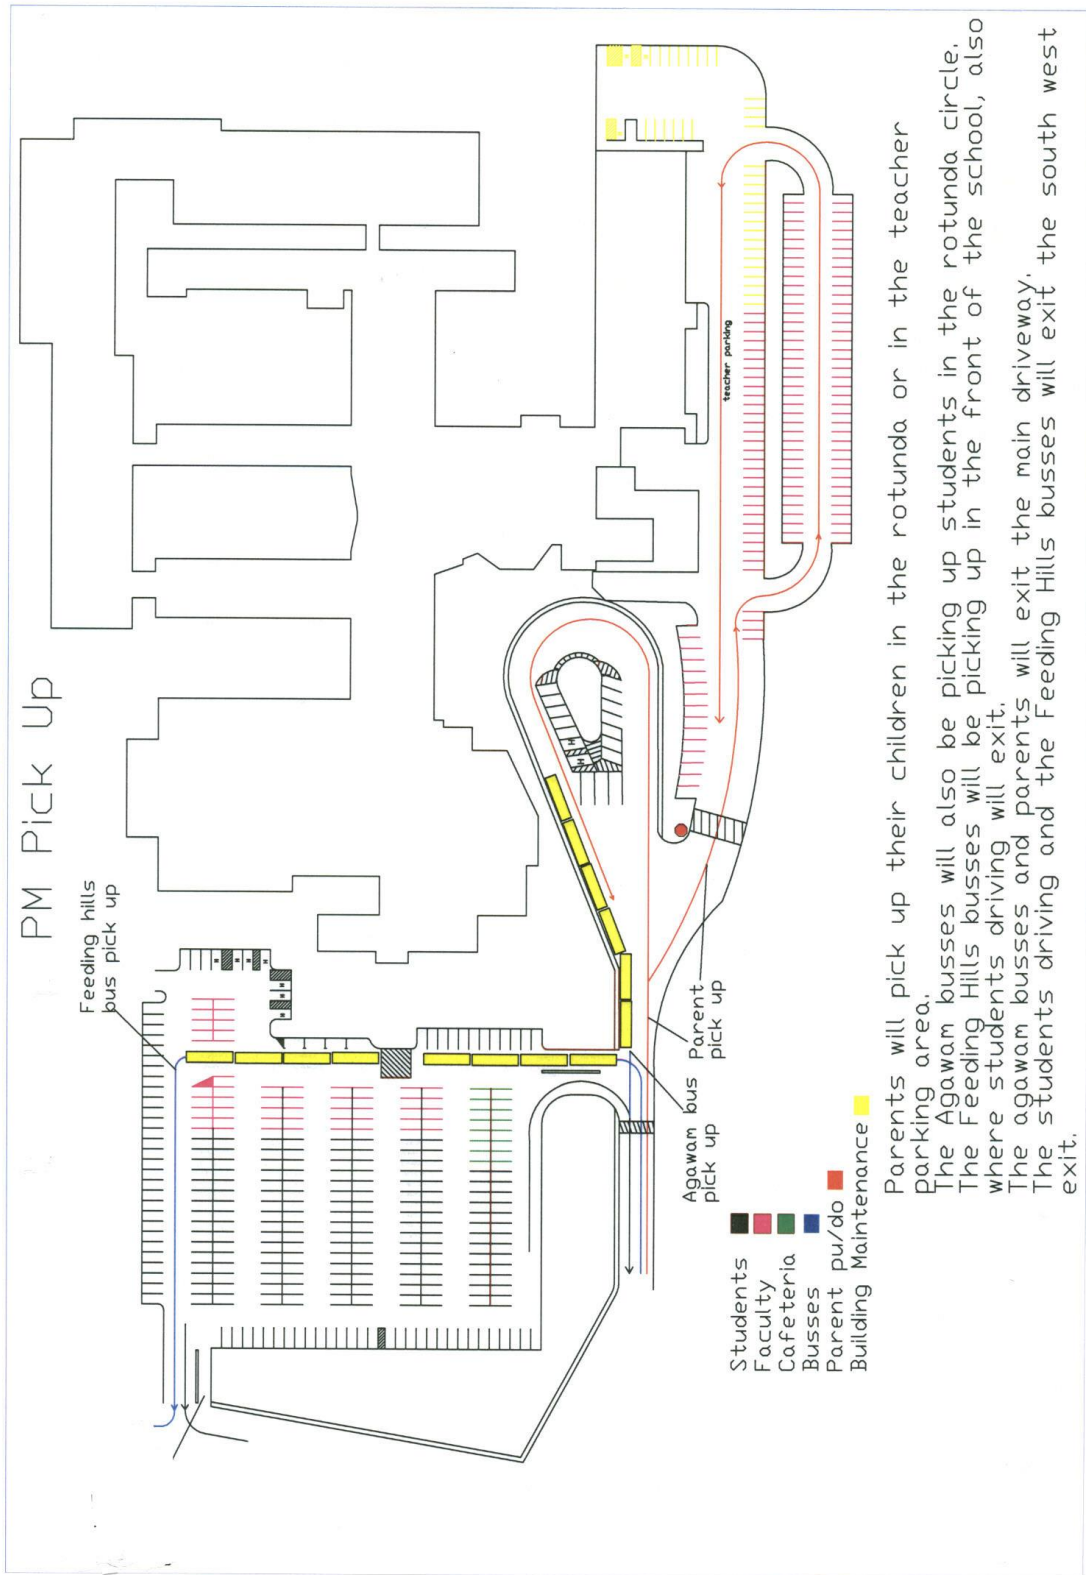 PM Pick Up
Feeding hills
bus pick up
Agawam bus
pick up
Parent
pick up
teacher parking
H
H
H
H
H
H
H
H
Students
Faculty
Cafeteria
Busses
Parent pu/do
Building Maintenance
Parents will pick up their children in the rotunda or in the teacher
parking area.
The Agawam busses will also be picking up students in the rotunda circle.
The Feeding Hills busses will be picking up in the front of the school, also
where students driving will exit.
The agawam busses and parents will exit the main driveway.
The students driving and the Feeding Hills busses will exit the south west
exit.